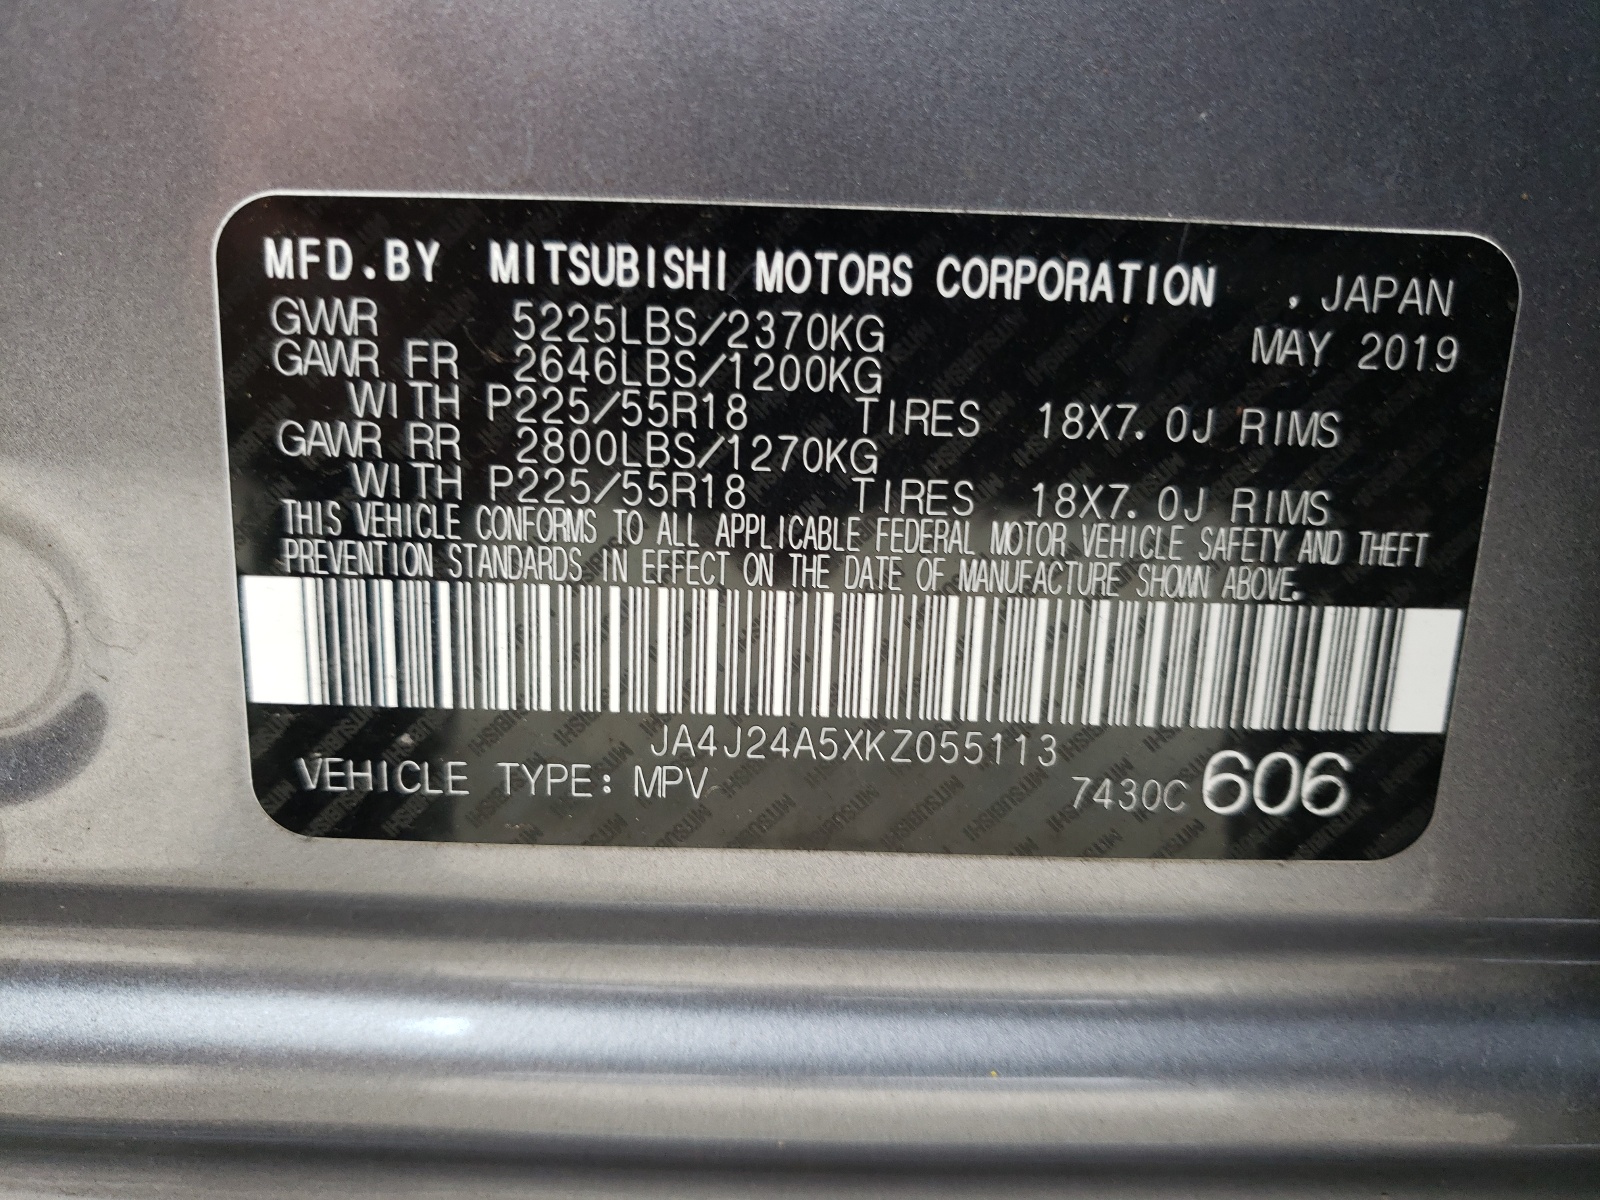 MFD.BY MITSUBISHI MOTORS CORPORATION . JAPAN
GVWR 5225LBS/2370KG MAY 2019
GAWR FR 2646LBS/1200KG
WITH P225/55R18 TIRES 18X7.0J RIMS
GAWR RR 2800LBS/1270KG
WITH P225/55R18 TIRES 18X7.0J RIMS
THIS VEHICLE CONFORMS TO ALL APPLICABLE FEDERAL MOTOR VEHICLE SAFETY AND THEFT
PREVENTION STANDARDS IN EFFECT ON THE DATE OF MANUFACTURE SHOWN ABOVE.
JA4J24A5XKZ055113
VEHICLE TYPE: MPV 7430C 606